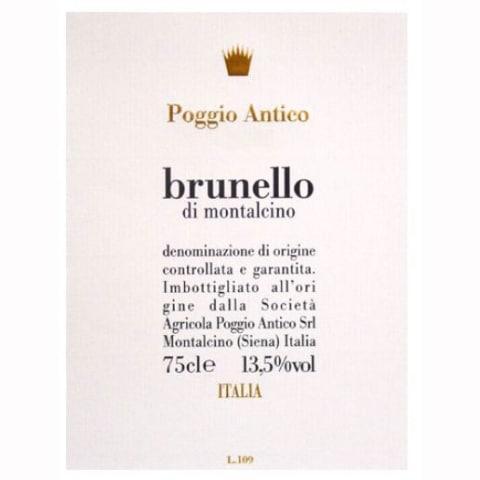 Poggio Antico
brunello
di montalcino
denominazione di origine
controllata e garantita.
Imbottigliato all'ori
gine dalla Società
Agricola Poggio Antico Srl
Montalcino (Siena) Italia
75cle 13,5%vol
ITALIA
L.109